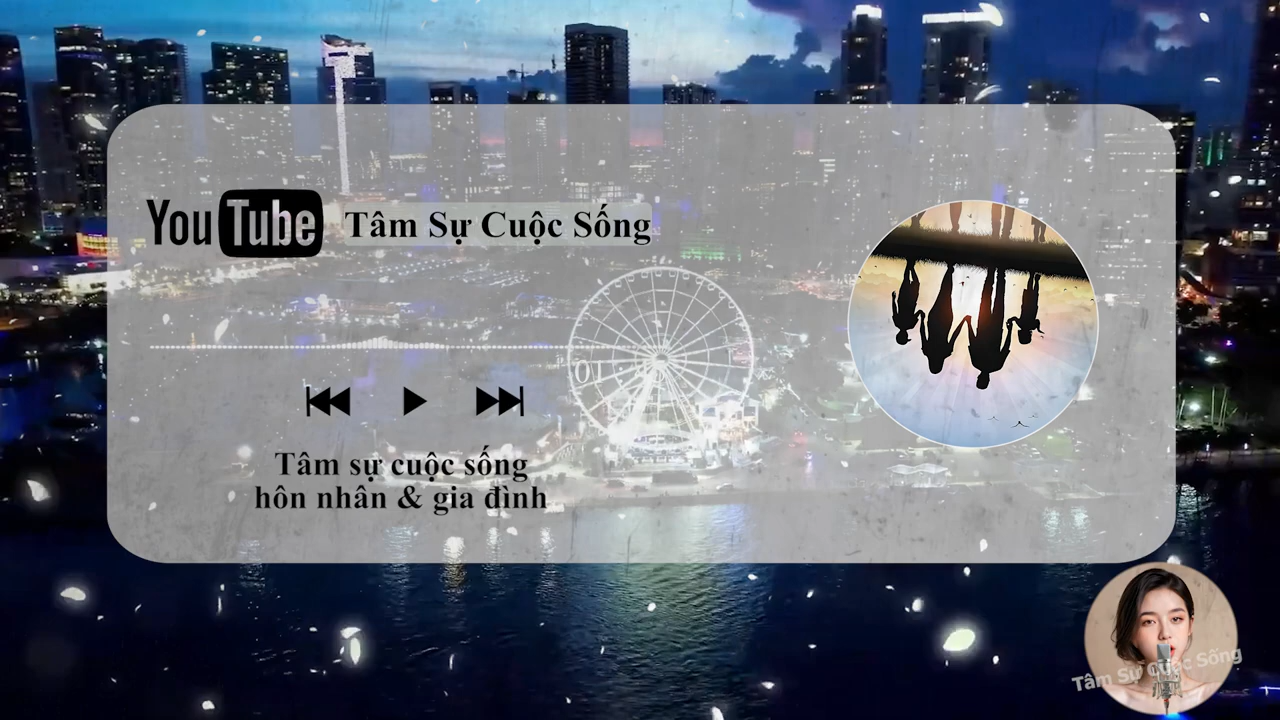 YouTube Tâm Sự Cuộc Sống
Tâm sự cuộc sống
hôn nhân & gia đình
Tâm Sự Cuộc Sống